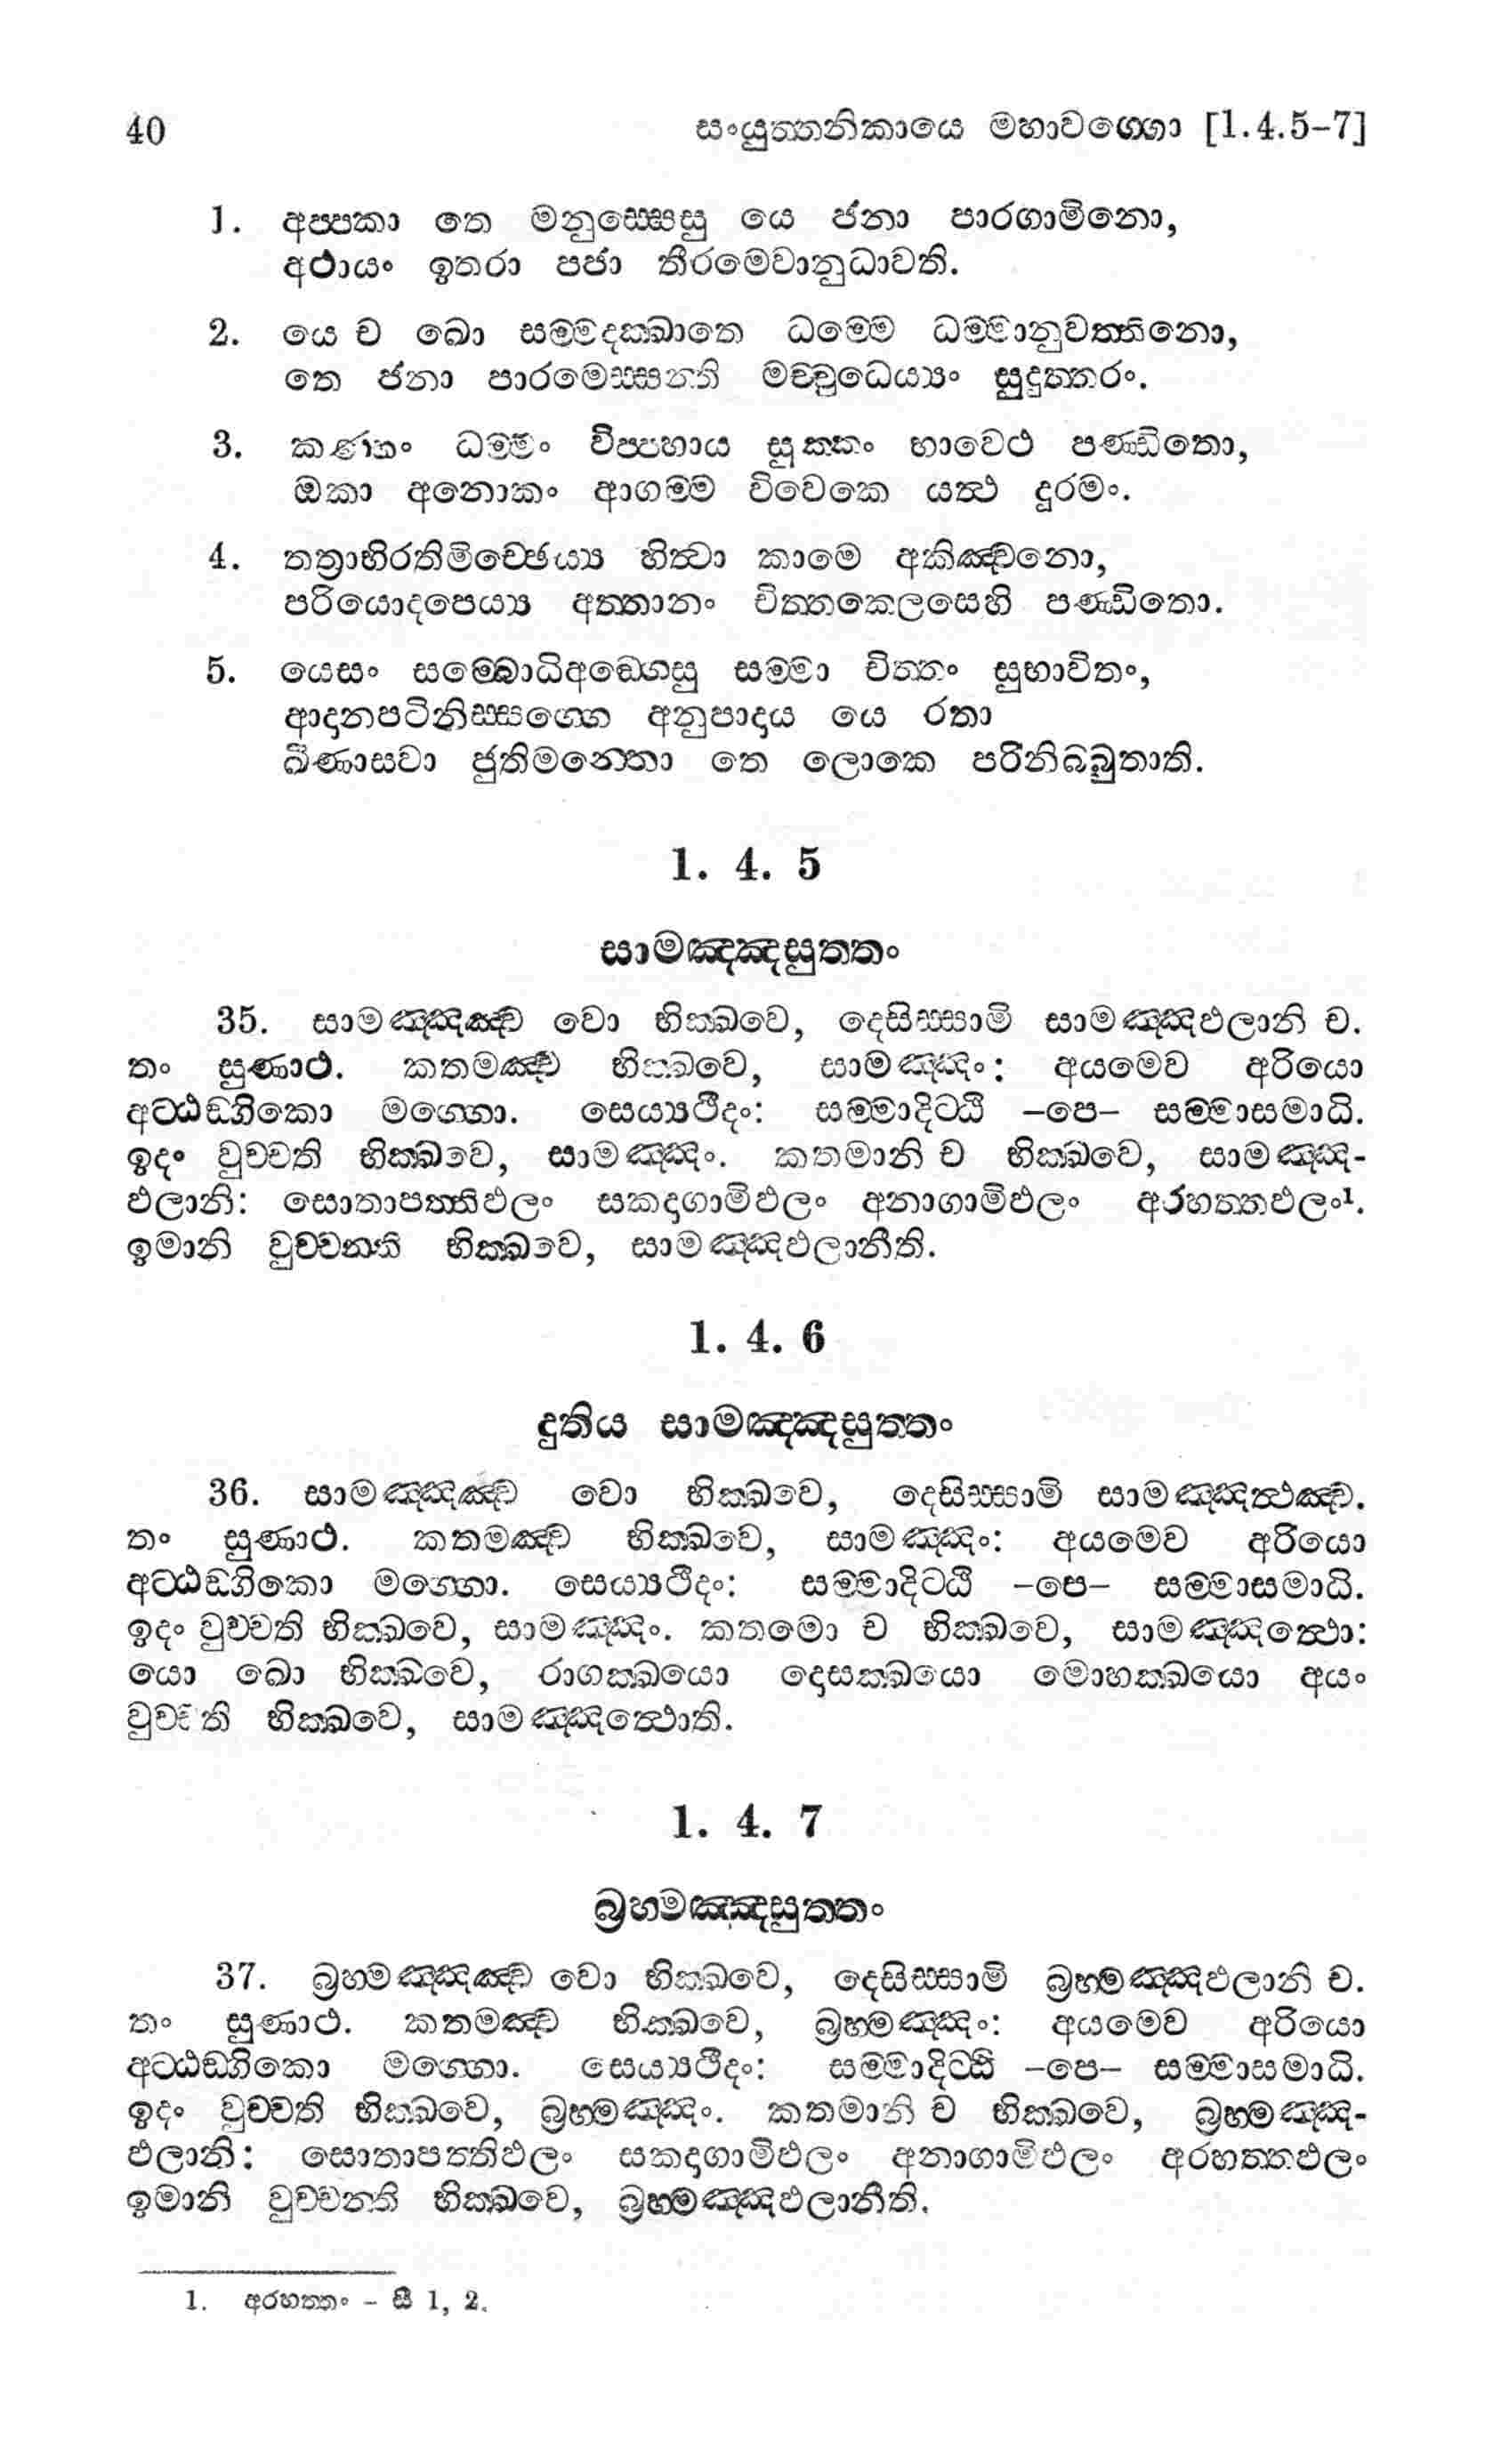 40 සංයුත්තනිකායෙ මහාවග්ගො [1.4.5-7]
1. අප්පකා තෙ මනුස්සෙසු යෙ ජනා පාරගාමිනො,
අථායං ඉතරා පජා තීරමෙවානුධාවති.
2. යෙ ච ඛො සම්මදක්ඛාතෙ ධම්මෙ ධම්මානුවත්තිනො,
තෙ ජනා පාරමෙස්සන්ති මච්චුධෙය්‍යං සුදුත්තරං.
3. කණ්හං ධම්මං විප්පහාය සුක්කං භාවෙථ පණ්ඩිතො,
ඔකා අනොකං ආගම්ම විවෙකෙ යත්‍ථ දූරමං.
4. තත්‍රාභිරතිමිච්ඡෙය්‍ය හිත්‍වා කාමෙ අකිඤ්චනො,
පරියොදපෙය්‍ය අත්තානං චිත්තකෙලසෙහි පණ්ඩිතො.
5. යෙසං සම්බොධිඅඞ්ගෙසු සම්මා චිත්තං සුභාවිතං,
ආදානපටිනිස්සග්ගෙ අනුපාදාය යෙ රතා
ඛීණාසවා ජුතිමන්තො තෙ ලොකෙ පරිනිබ්බුතාති.
1. 4. 5
සාමඤ්ඤසුත්තං
35. සාමඤ්ඤඤ්ච වො භික්ඛවෙ, දෙසිස්සාමි සාමඤ්ඤඵලානි ච.
තං සුණාථ. කතමඤ්ච භික්ඛවෙ, සාමඤ්ඤං: අයමෙව අරියො
අට්ඨඞ්ගිකො මග්ගො. සෙය්‍යථිදං: සම්මාදිට්ඨි -පෙ- සම්මාසමාධි.
ඉදං වුච්චති භික්ඛවෙ, සාමඤ්ඤං. කතමානි ච භික්ඛවෙ, සාමඤ්ඤ-
ඵලානි: සොතාපත්තිඵලං සකදාගාමිඵලං අනාගාමිඵලං අරහත්තඵලං¹.
ඉමානි වුච්චන්ති භික්ඛවෙ, සාමඤ්ඤඵලානීති.
1. 4. 6
දුතිය සාමඤ්ඤසුත්තං
36. සාමඤ්ඤඤ්ච වො භික්ඛවෙ, දෙසිස්සාමි සාමඤ්ඤත්‍ථඤ්ච.
තං සුණාථ. කතමඤ්ච භික්ඛවෙ, සාමඤ්ඤං: අයමෙව අරියො
අට්ඨඞ්ගිකො මග්ගො. සෙය්‍යථිදං: සම්මාදිට්ඨි -පෙ- සම්මාසමාධි.
ඉදං වුච්චති භික්ඛවෙ, සාමඤ්ඤං. කතමො ච භික්ඛවෙ, සාමඤ්ඤත්‍ථො:
යො ඛො භික්ඛවෙ, රාගක්ඛයො දොසක්ඛයො මොහක්ඛයො අයං
වුච්චති භික්ඛවෙ, සාමඤ්ඤත්‍ථොති.
1. 4. 7
බ්‍රහ්මඤ්ඤසුත්තං
37. බ්‍රහ්මඤ්ඤඤ්ච වො භික්ඛවෙ, දෙසිස්සාමි බ්‍රහ්මඤ්ඤඵලානි ච.
තං සුණාථ. කතමඤ්ච භික්ඛවෙ, බ්‍රහ්මඤ්ඤං: අයමෙව අරියො
අට්ඨඞ්ගිකො මග්ගො. සෙය්‍යථිදං: සම්මාදිට්ඨි -පෙ- සම්මාසමාධි.
ඉදං වුච්චති භික්ඛවෙ, බ්‍රහ්මඤ්ඤං. කතමානි ච භික්ඛවෙ, බ්‍රහ්මඤ්ඤ-
ඵලානි: සොතාපත්තිඵලං සකදාගාමිඵලං අනාගාමිඵලං අරහත්තඵලං
ඉමානි වුච්චන්ති භික්ඛවෙ, බ්‍රහ්මඤ්ඤඵලානීති.
1. අරහත්තං - සී 1, 2.